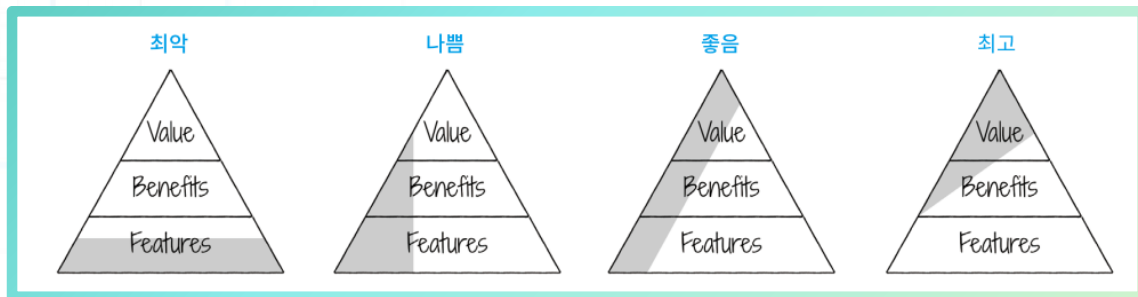 최악
나쁨
좋음
최고
Value
Value
Value
Value
Benefits
Benefits
Benefits
Benefits
Features
Features
Features
Features